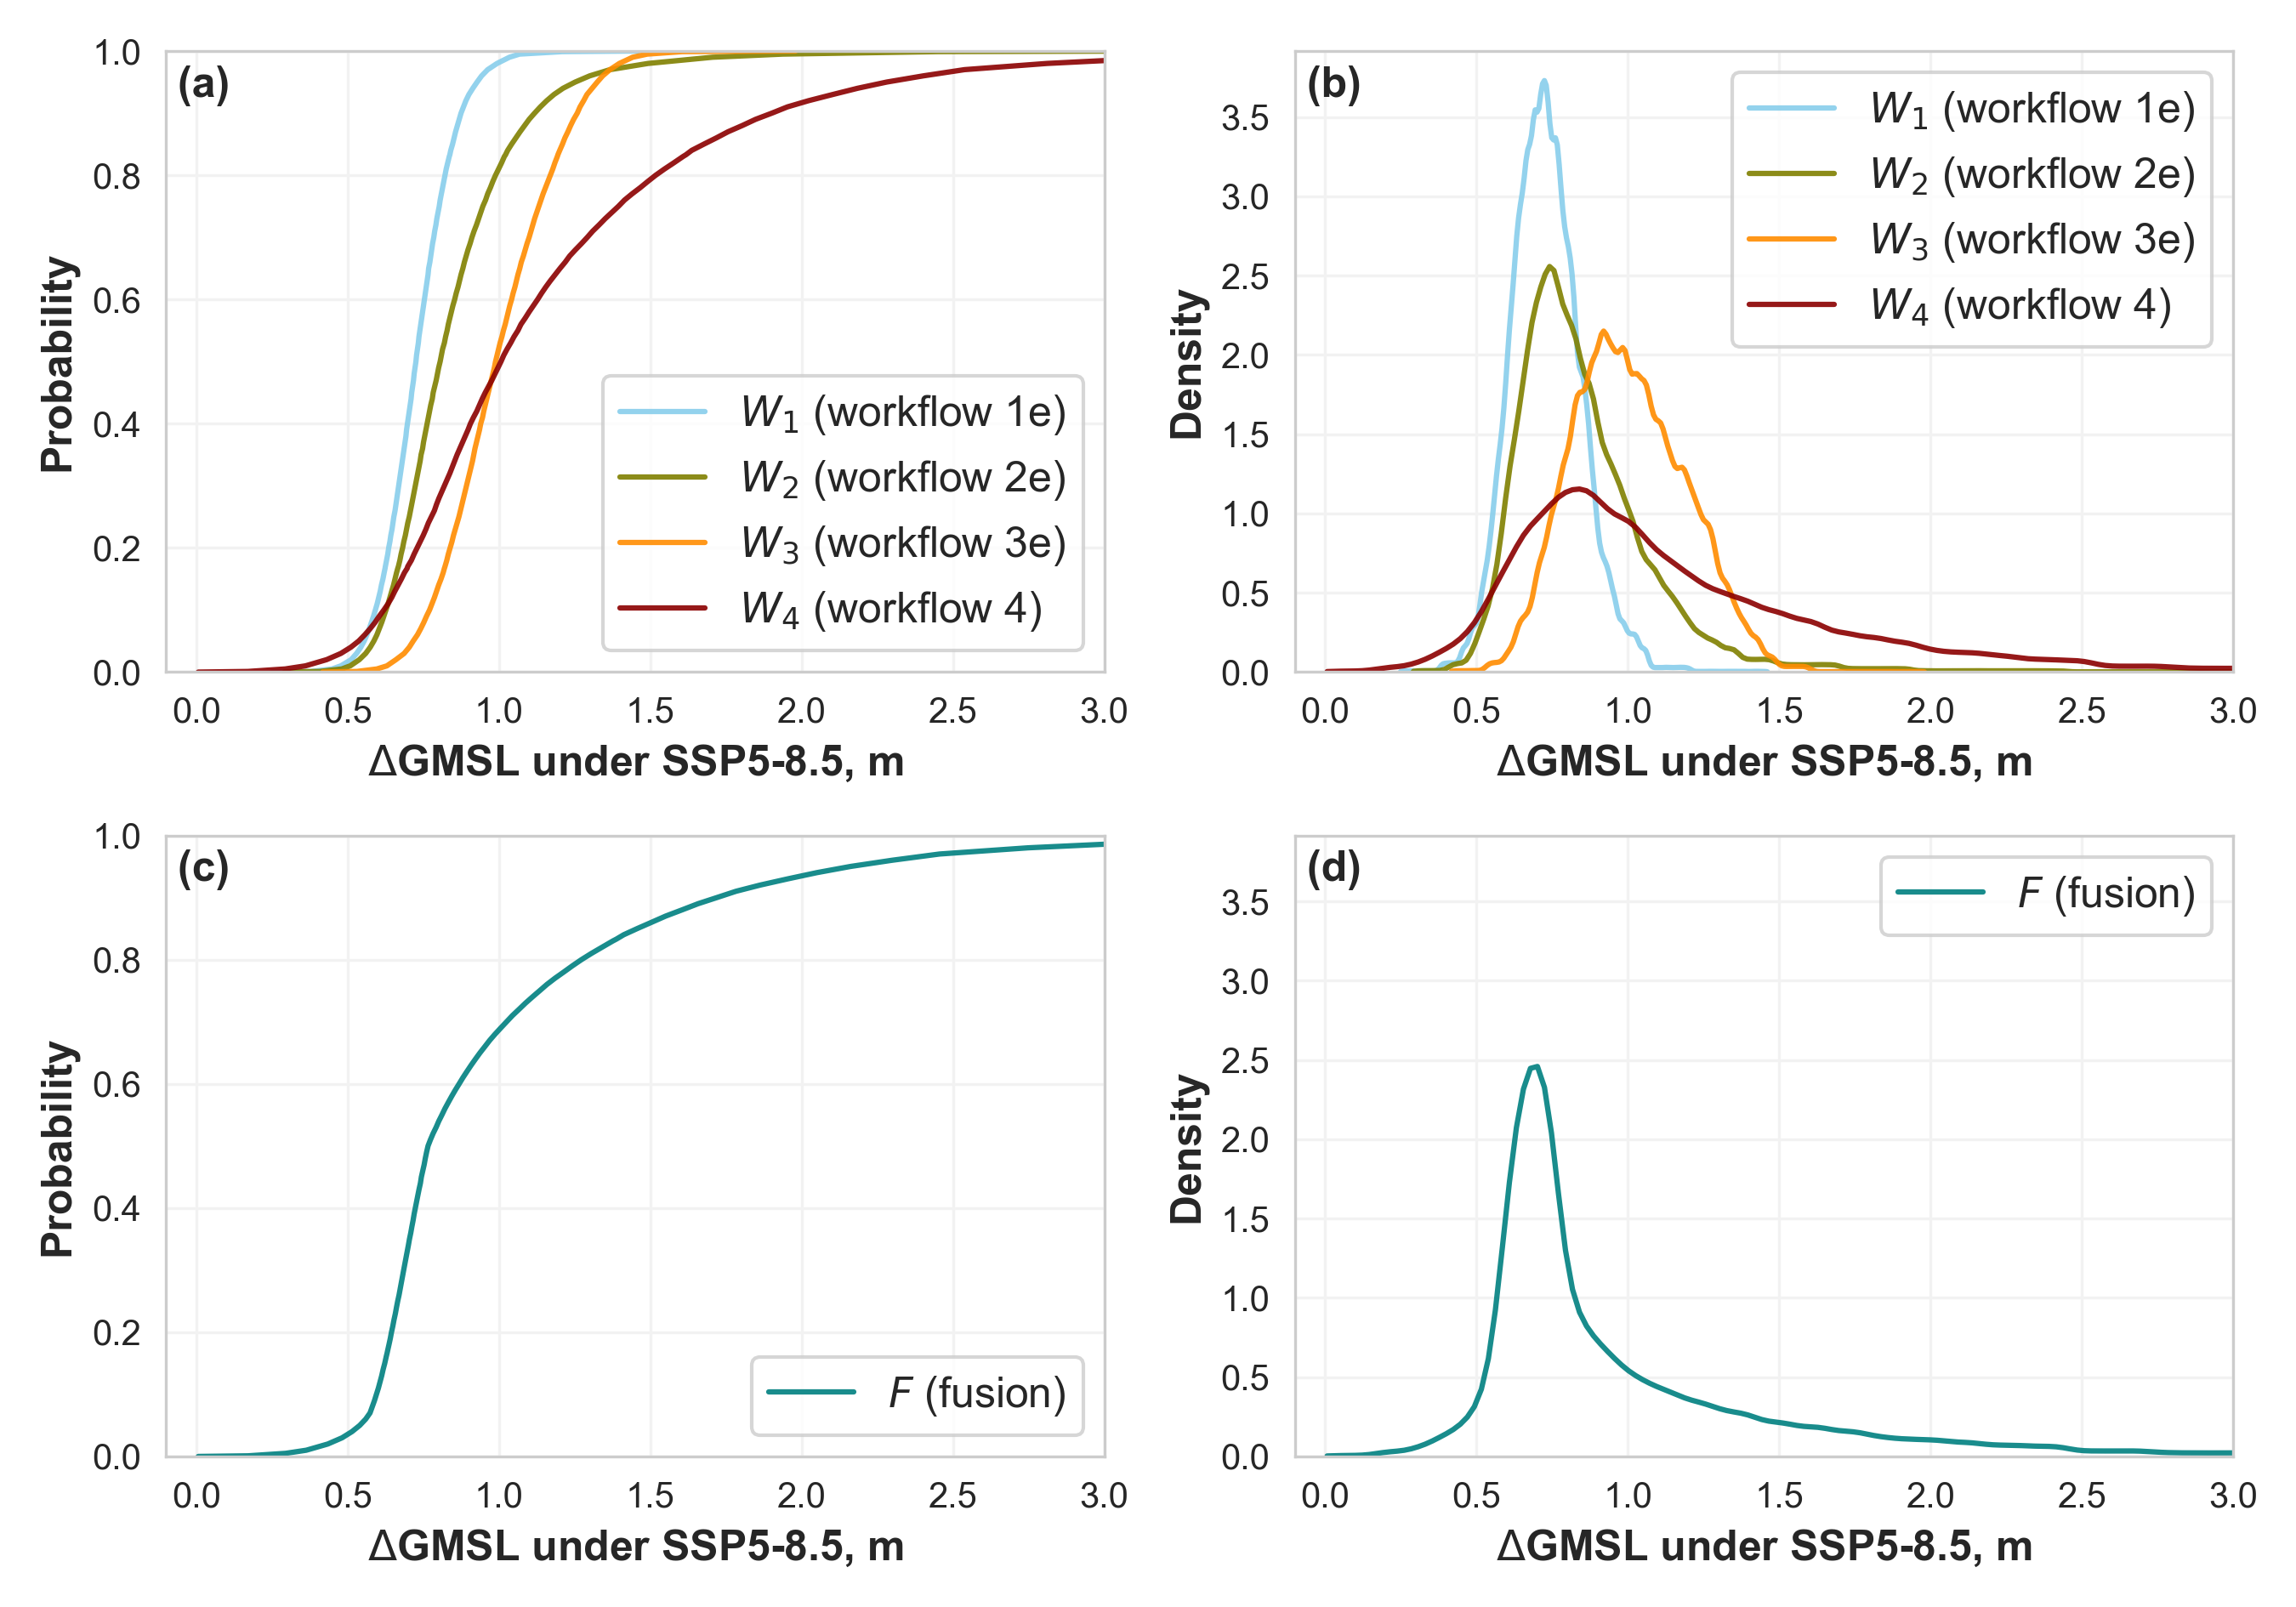 (a)
1.0
0.8
0.6
0.4
0.2
0.0
Probability
W1 (workflow 1e)
W2 (workflow 2e)
W3 (workflow 3e)
W4 (workflow 4)
0.0 0.5 1.0 1.5 2.0 2.5 3.0
ΔGMSL under SSP5-8.5, m
(b)
3.5
3.0
2.5
2.0
1.5
1.0
0.5
0.0
Density
W1 (workflow 1e)
W2 (workflow 2e)
W3 (workflow 3e)
W4 (workflow 4)
0.0 0.5 1.0 1.5 2.0 2.5 3.0
ΔGMSL under SSP5-8.5, m
(c)
1.0
0.8
0.6
0.4
0.2
0.0
Probability
F (fusion)
0.0 0.5 1.0 1.5 2.0 2.5 3.0
ΔGMSL under SSP5-8.5, m
(d)
3.5
3.0
2.5
2.0
1.5
1.0
0.5
0.0
Density
F (fusion)
0.0 0.5 1.0 1.5 2.0 2.5 3.0
ΔGMSL under SSP5-8.5, m